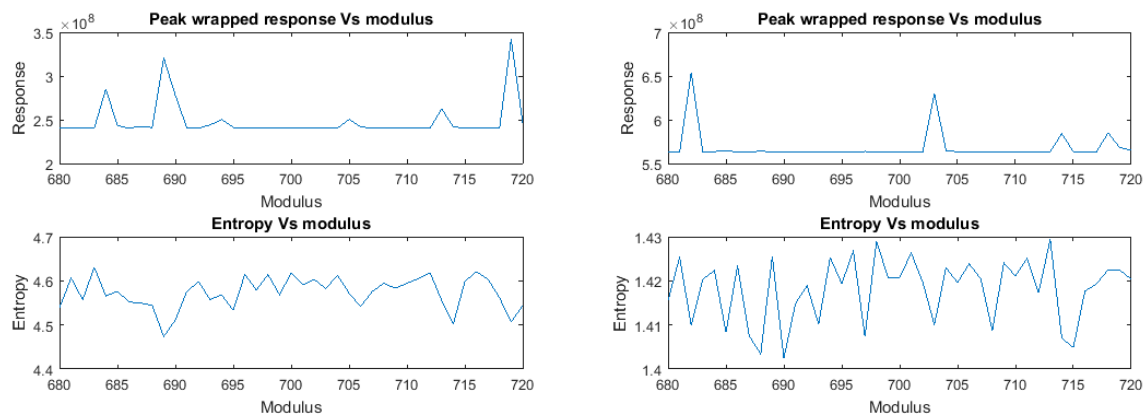 Peak wrapped response Vs modulus
×10⁸
3.5
3
2.5
2
Response
680 685 690 695 700 705 710 715 720
Modulus
Entropy Vs modulus
4.7
4.6
4.5
4.4
Entropy
680 685 690 695 700 705 710 715 720
Modulus
Peak wrapped response Vs modulus
×10⁸
7
6.5
6
5.5
Response
680 685 690 695 700 705 710 715 720
Modulus
Entropy Vs modulus
1.43
1.42
1.41
1.4
Entropy
680 685 690 695 700 705 710 715 720
Modulus